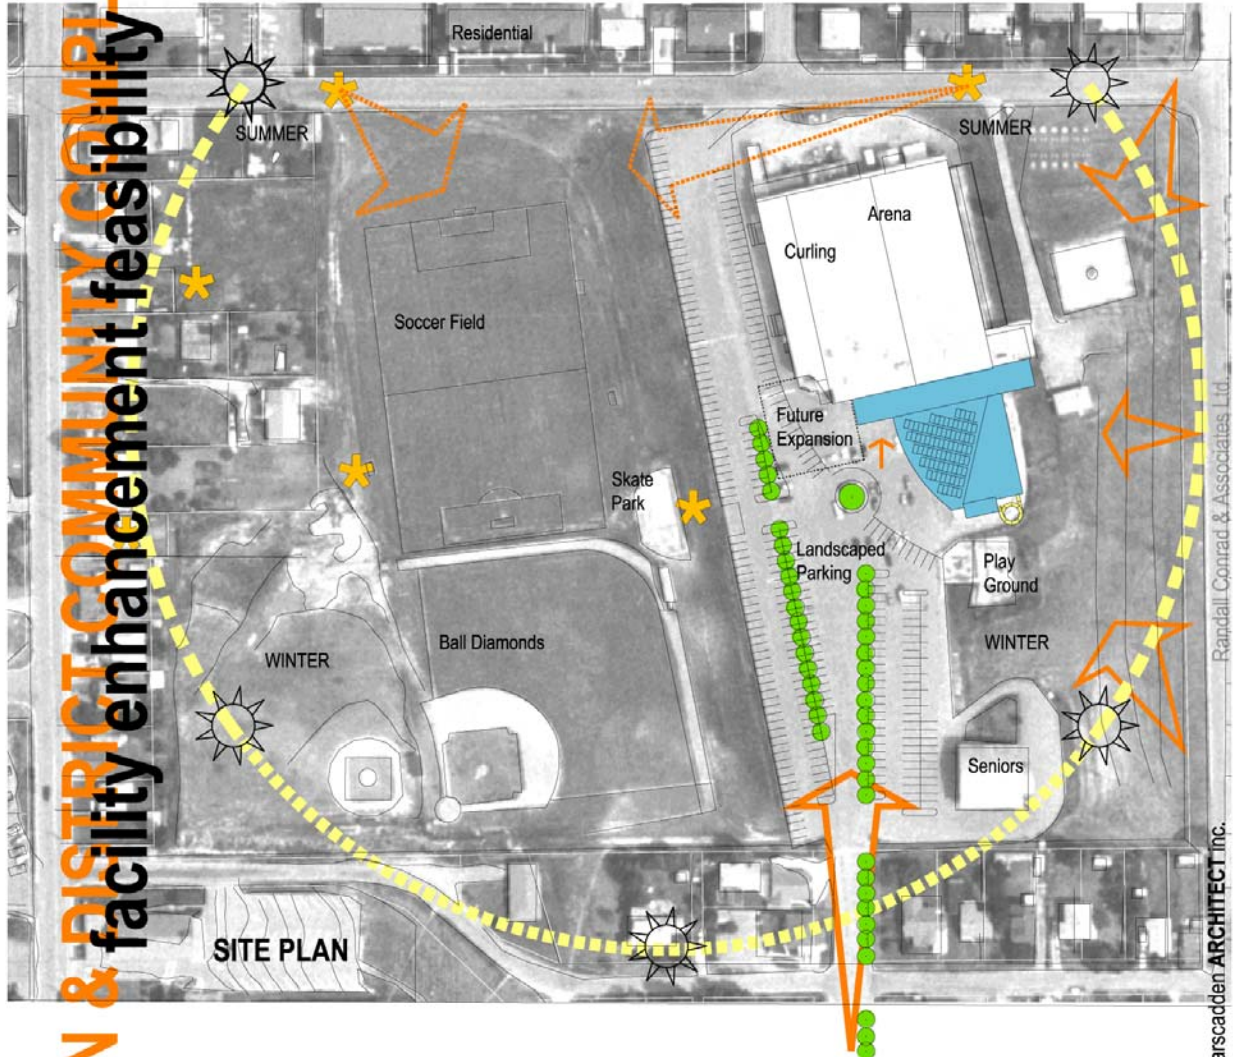 Residential
SUMMER
SUMMER
Arena
Curling
Soccer Field
Future
Expansion
Skate
Park
Landscaped
Parking
Play
Ground
Ball Diamonds
WINTER
WINTER
Seniors
SITE PLAN
& DISTRICT COMMUNITY
facility enhancement feasibility
Randall Conrad & Associates Ltd.
ARCHITECT inc.